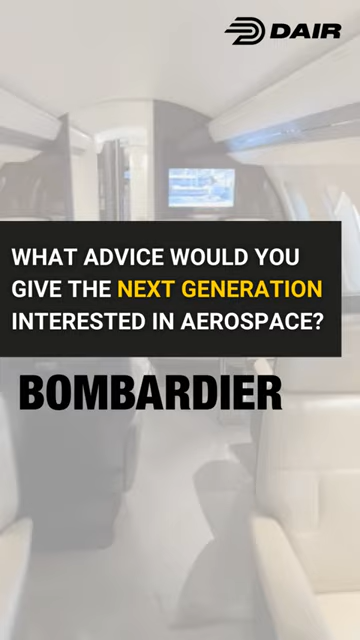 DAIR
WHAT ADVICE WOULD YOU
GIVE THE NEXT GENERATION
INTERESTED IN AEROSPACE?
BOMBARDIER